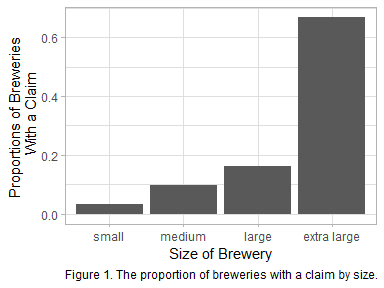 Proportions of Breweries
With a Claim
0.6
0.4
0.2
0.0
small medium large extra large
Size of Brewery
Figure 1. The proportion of breweries with a claim by size.